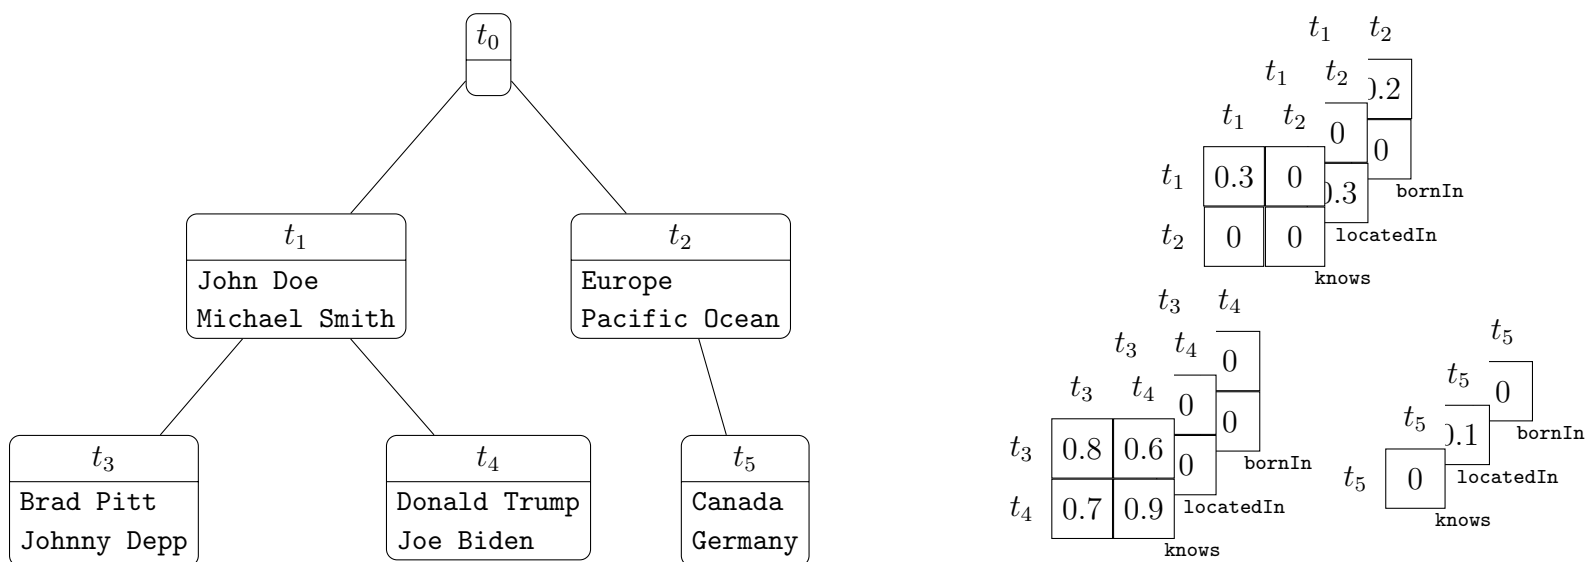 t0
t1
John Doe
Michael Smith
t2
Europe
Pacific Ocean
t3
Brad Pitt
Johnny Depp
t4
Donald Trump
Joe Biden
t5
Canada
Germany
t1 t2
t1 t2
0
t1 t2
0 0
t1 0.3 0
bornIn
t2 0 0
locatedIn
knows
t3 t4
t3 t4 0
t3 t4 0 0
t3 0.8 0.6 0
bornIn
t4 0.7 0.9
locatedIn
knows
t5
t5 0
t5
bornIn
t5 0
locatedIn
knows